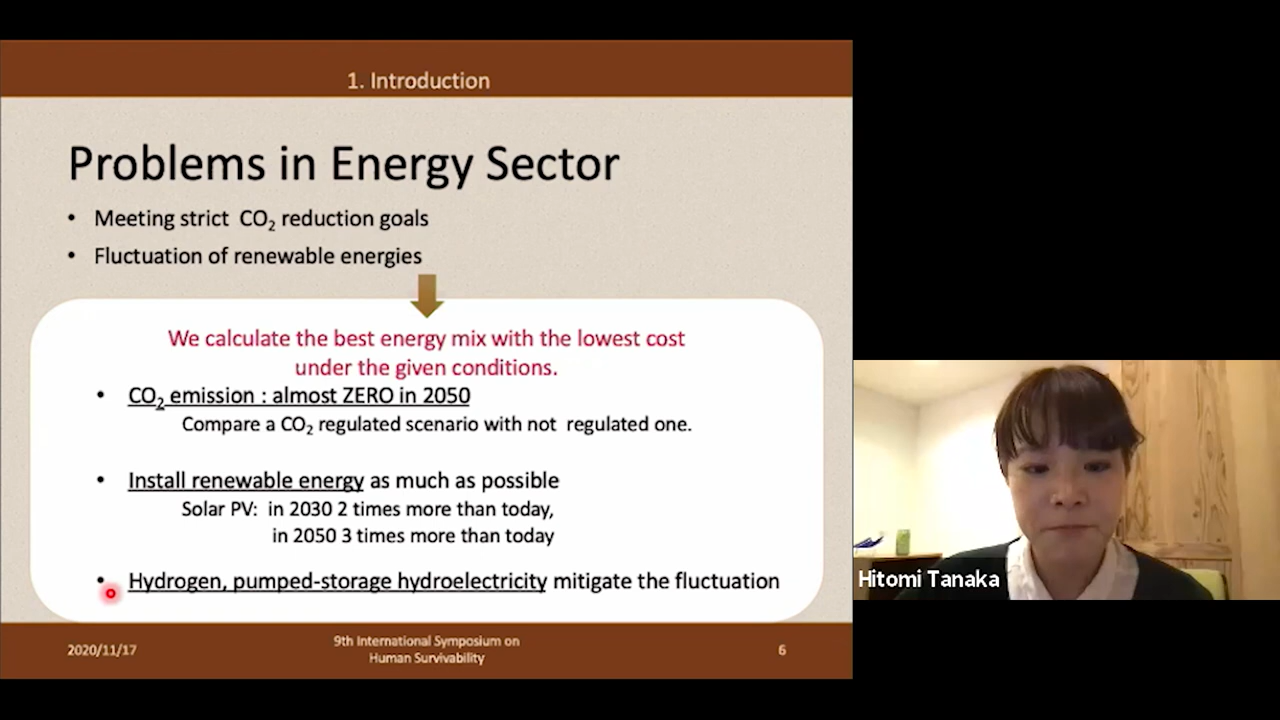 1. Introduction
Problems in Energy Sector
• Meeting strict CO₂ reduction goals
• Fluctuation of renewable energies
We calculate the best energy mix with the lowest cost
under the given conditions.
• CO₂ emission : almost ZERO in 2050
Compare a CO₂ regulated scenario with not regulated one.
• Install renewable energy as much as possible
Solar PV: in 2030 2 times more than today,
in 2050 3 times more than today
• Hydrogen, pumped-storage hydroelectricity mitigate the fluctuation
2020/11/17
9th International Symposium on
Human Survivability
6
Hitomi Tanaka